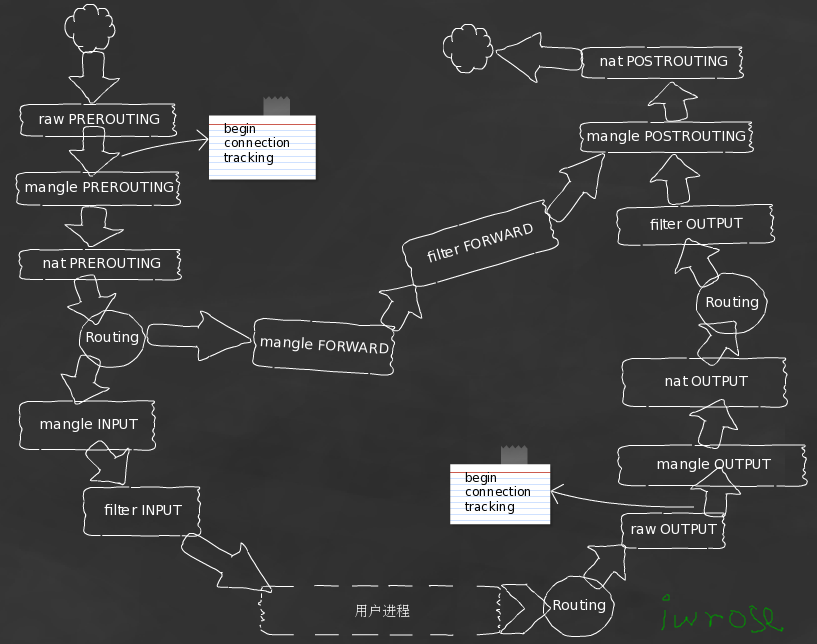 raw PREROUTING
begin
connection
tracking
mangle PREROUTING
nat PREROUTING
Routing
mangle FORWARD
filter FORWARD
mangle INPUT
filter INPUT
用户进程
Routing
raw OUTPUT
begin
connection
tracking
mangle OUTPUT
nat OUTPUT
Routing
filter OUTPUT
mangle POSTROUTING
nat POSTROUTING
iwrose